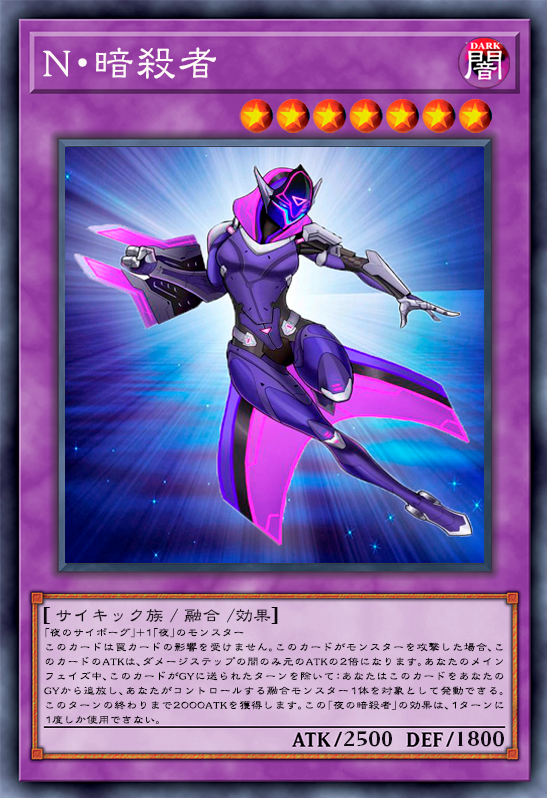 N・暗殺者
DARK
闇
[サイキック族/融合/効果]
「夜のサイボーグ」+1「夜」のモンスター
このカードは罠カードの影響を受けません。このカードがモンスターを攻撃した場合、こ
のカードのATKは、ダメージステップの間のみ元のATKの2倍になります。あなたのメイン
フェイズ中、このカードがGYに送られたターンを除いて:あなたはこのカードをあなたの
GYから追放し、あなたがコントロールする融合モンスター1体を対象として発動できる。
このターンの終わりまで2000ATKを獲得します。この「夜の暗殺者」の効果は、1ターンに
1度しか使用できない。
ATK/2500 DEF/1800